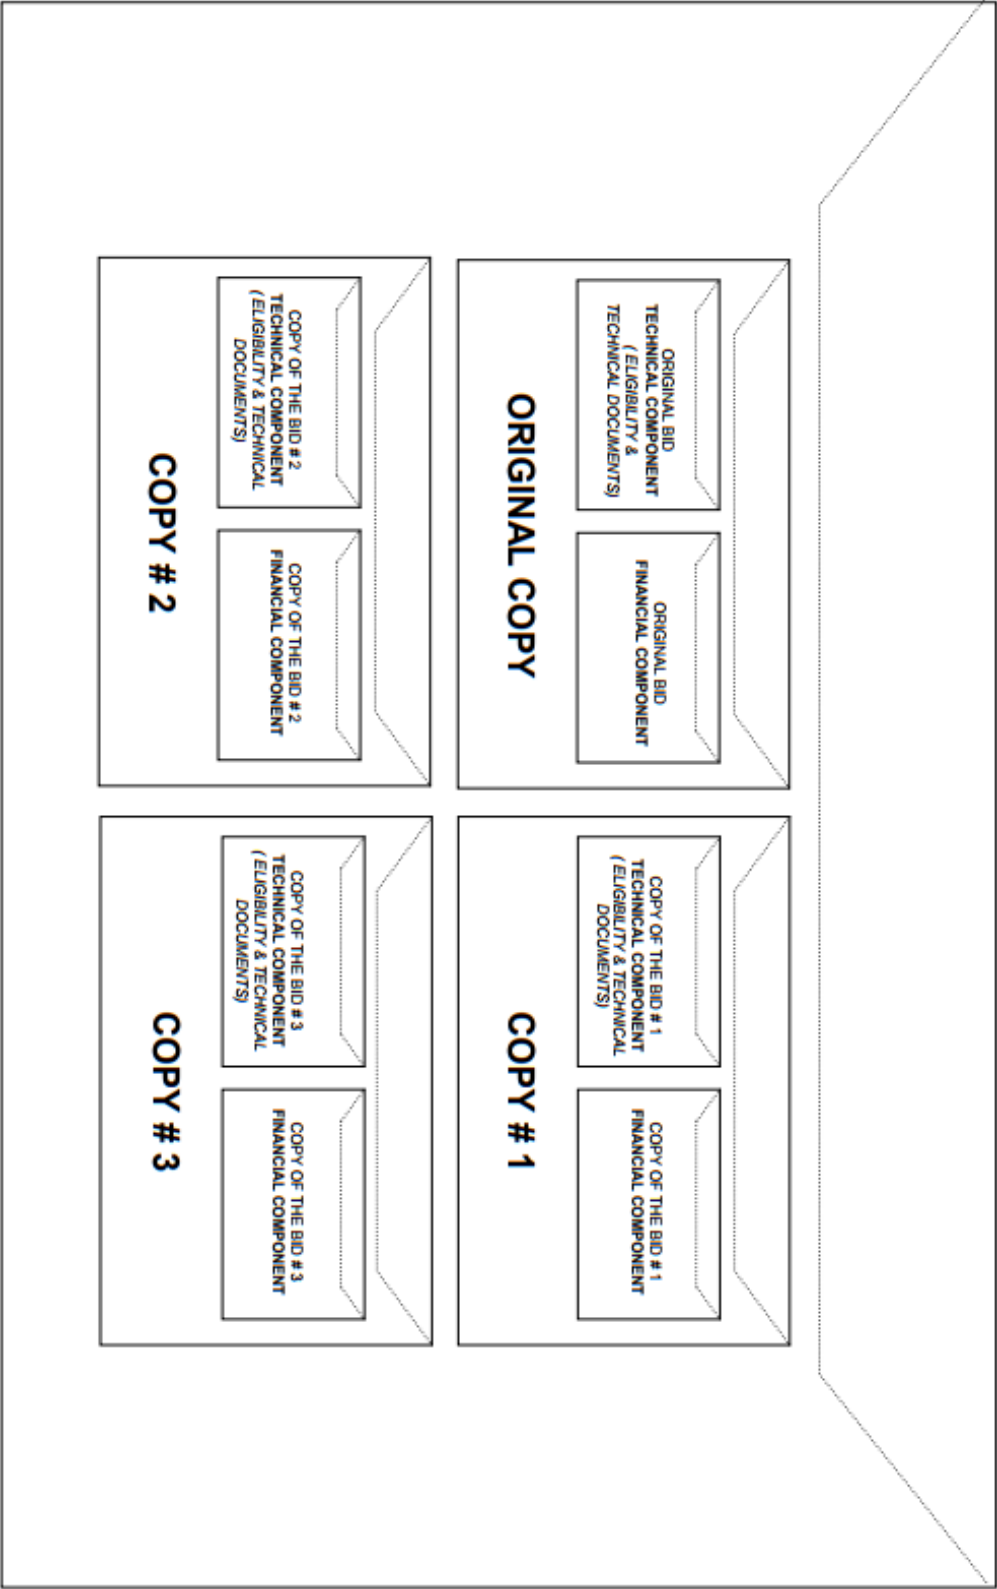 ORIGINAL BID
TECHNICAL COMPONENT
( ELIGIBILITY &
TECHNICAL DOCUMENTS)
ORIGINAL BID
FINANCIAL COMPONENT
ORIGINAL COPY
COPY OF THE BID # 1
TECHNICAL COMPONENT
( ELIGIBILITY & TECHNICAL
DOCUMENTS)
COPY OF THE BID # 1
FINANCIAL COMPONENT
COPY # 1
COPY OF THE BID # 2
TECHNICAL COMPONENT
( ELIGIBILITY & TECHNICAL
DOCUMENTS)
COPY OF THE BID # 2
FINANCIAL COMPONENT
COPY # 2
COPY OF THE BID # 3
TECHNICAL COMPONENT
( ELIGIBILITY & TECHNICAL
DOCUMENTS)
COPY OF THE BID # 3
FINANCIAL COMPONENT
COPY # 3